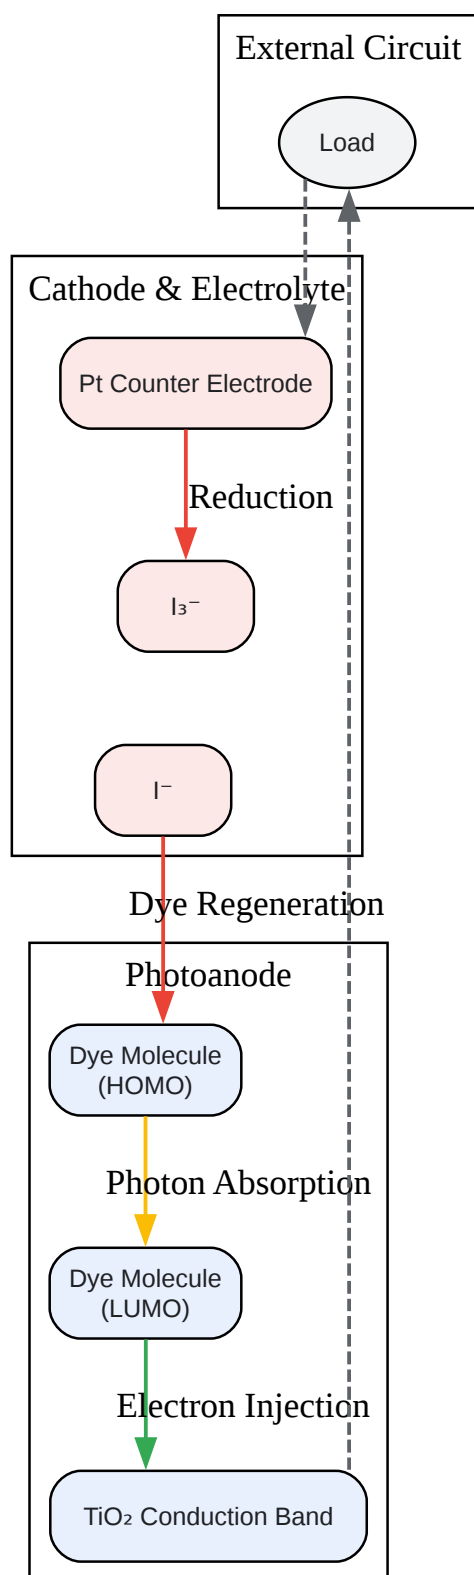 External Circuit
Load
Cathode & Electrolyte
Pt Counter Electrode
Reduction
I₃⁻
I⁻
Dye Regeneration
Photoanode
Dye Molecule
(HOMO)
Photon Absorption
Dye Molecule
(LUMO)
Electron Injection
TiO₂ Conduction Band